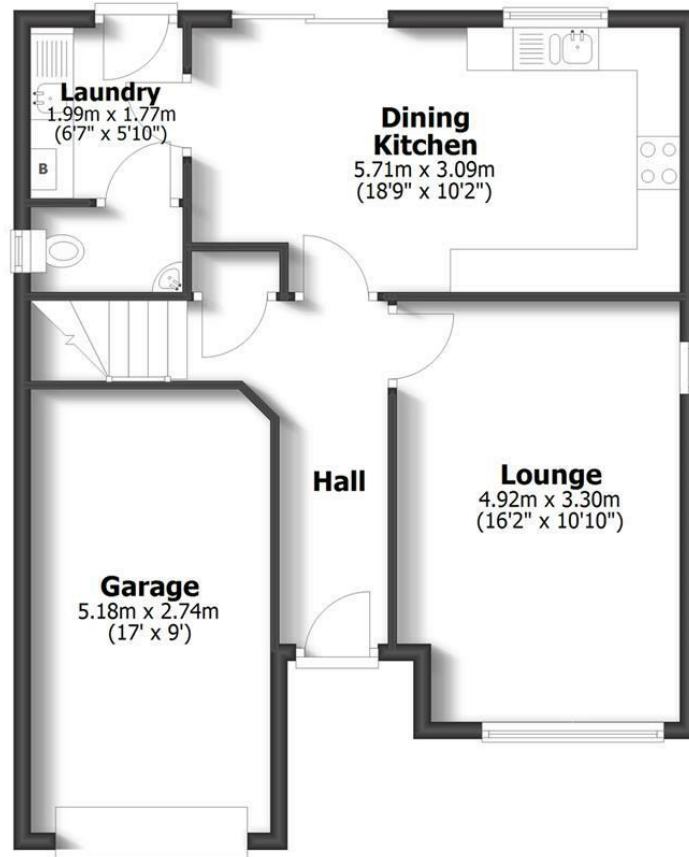 Laundry
1.99m x 1.77m
(6'7" x 5'10")
B
Dining
Kitchen
5.71m x 3.09m
(18'9" x 10'2")
Hall
Lounge
4.92m x 3.30m
(16'2" x 10'10")
Garage
5.18m x 2.74m
(17' x 9')